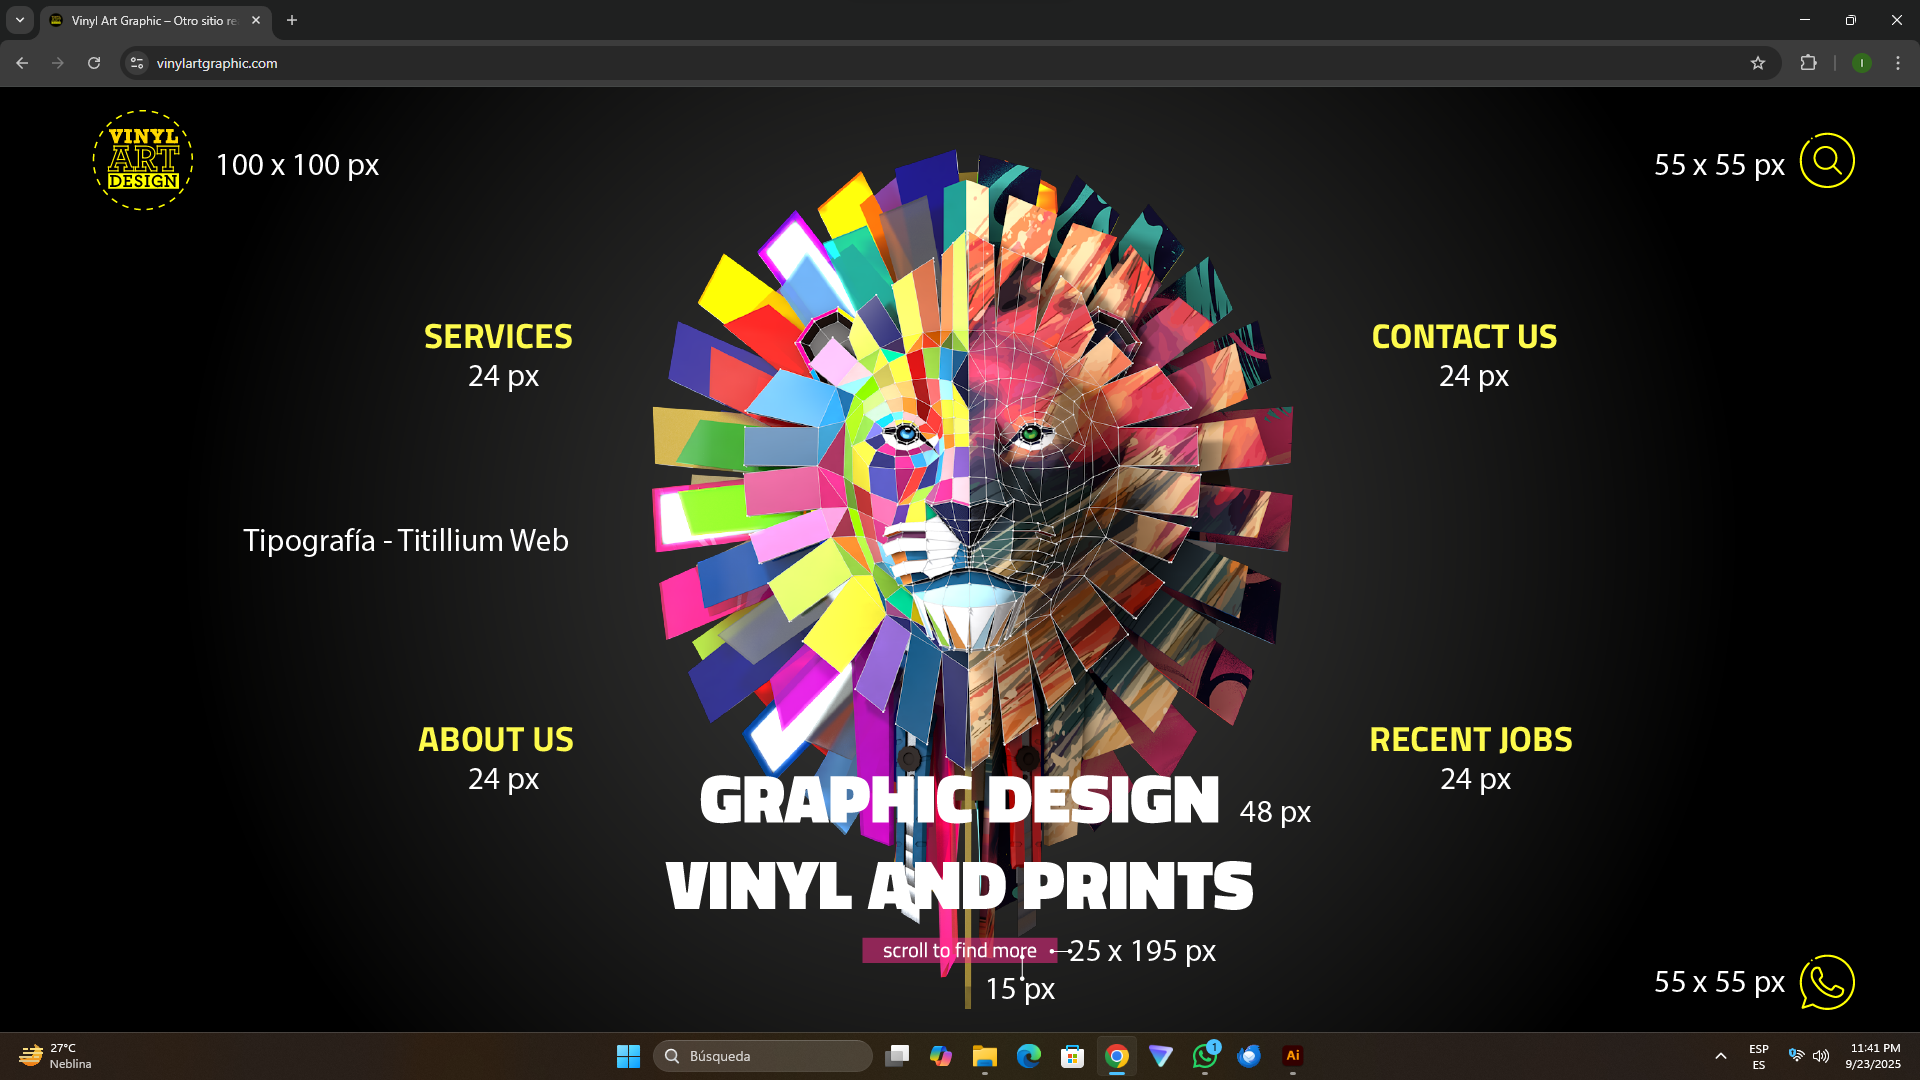 Vinyl Art Graphic – Otro sitio re
vinylartgraphic.com
I
VINYL
ART
DESIGN
100 x 100 px
55 x 55 px
SERVICES
24 px
CONTACT US
24 px
Tipografía - Titillium Web
ABOUT US
24 px
RECENT JOBS
24 px
GRAPHIC DESIGN
48 px
VINYL AND PRINTS
scroll to find more
25 x 195 px
15 px
55 x 55 px
27°C
Neblina
Búsqueda
1
Ai
ESP
ES
11:41 PM
9/23/2025